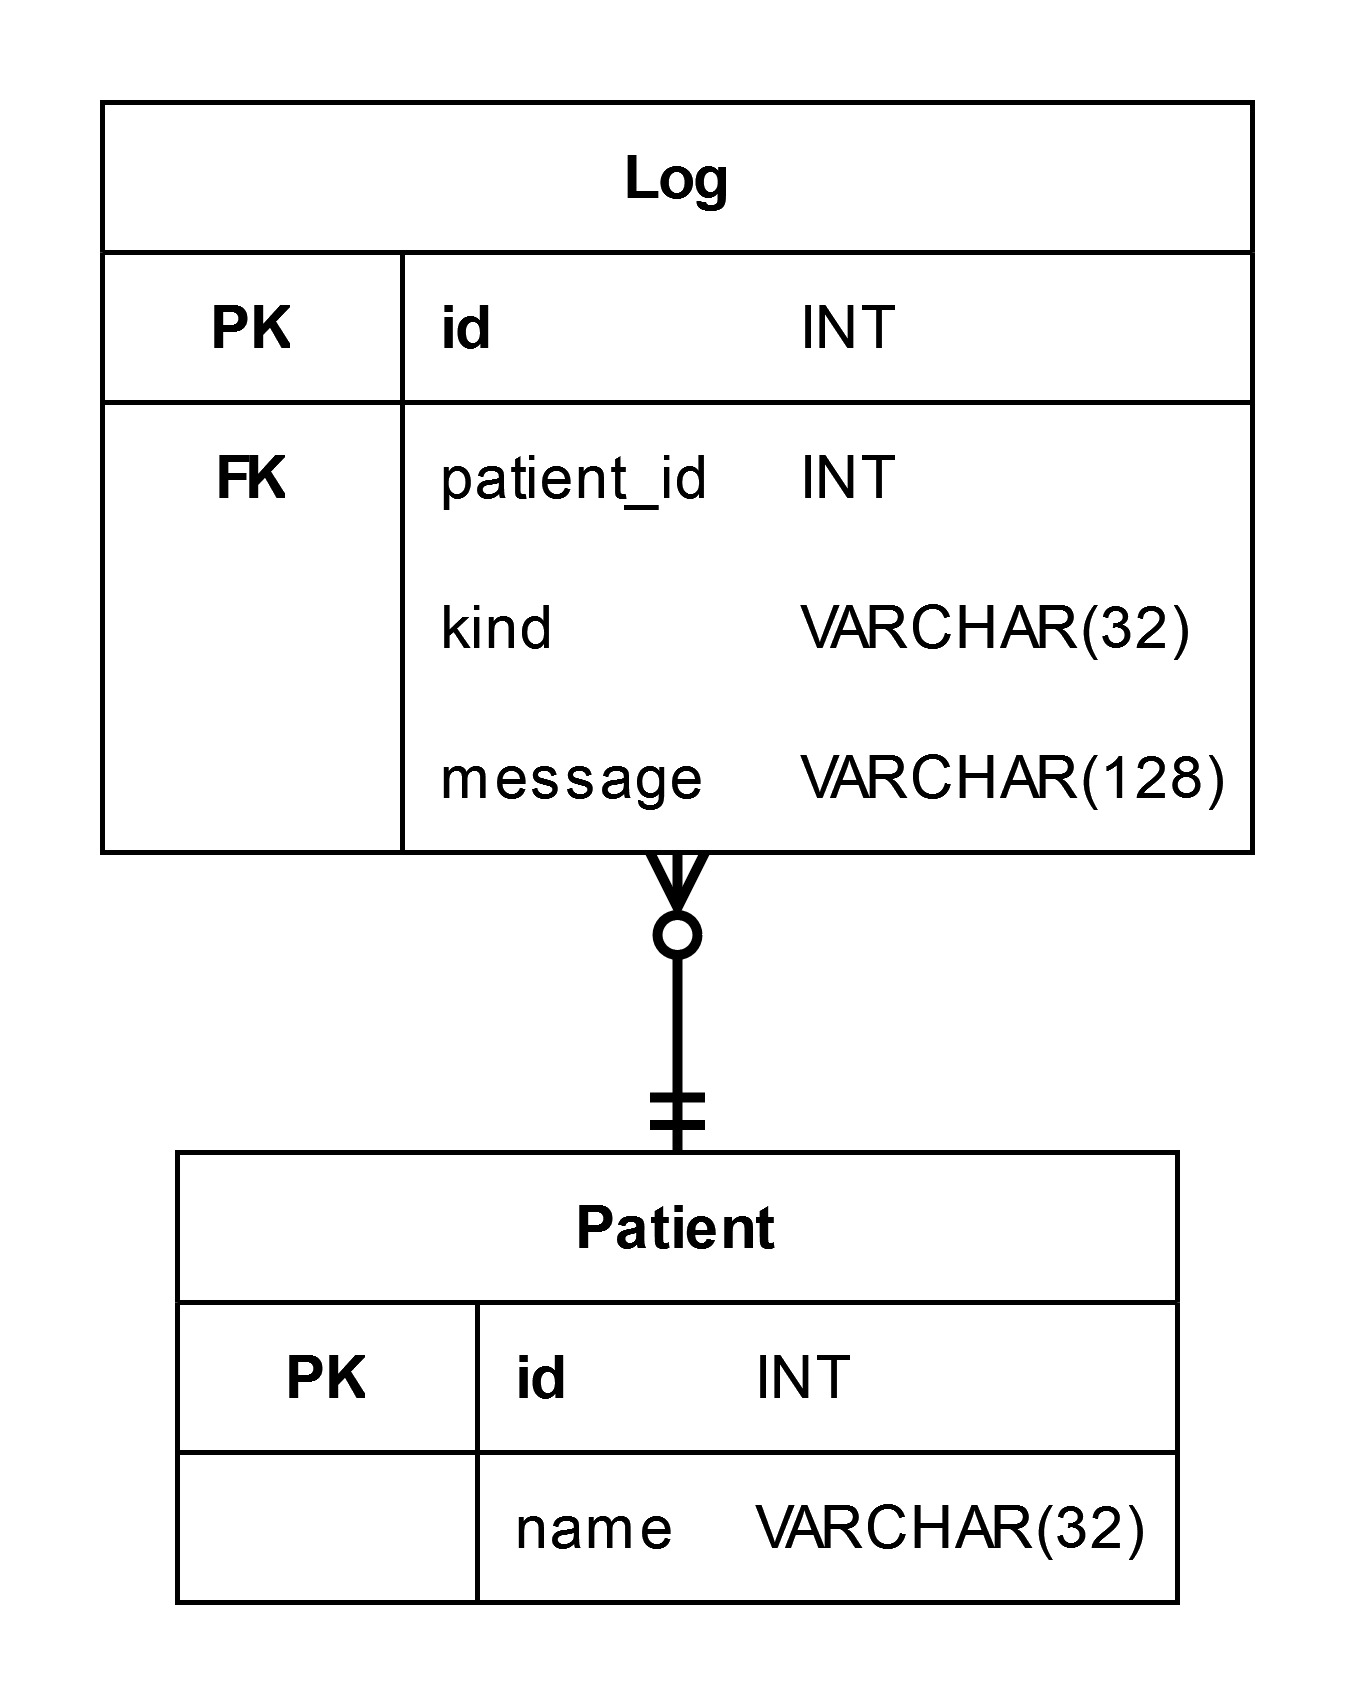 Log
PK id INT
FK patient_id INT
kind VARCHAR(32)
message VARCHAR(128)
Patient
PK id INT
name VARCHAR(32)